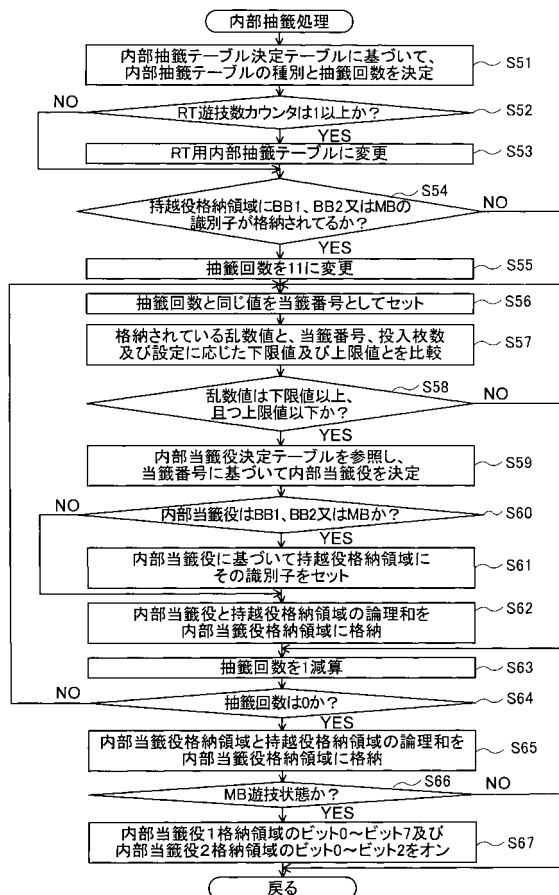 内部抽籤処理
内部抽籤テーブル決定テーブルに基づいて、
内部抽籤テーブルの種別と抽籤回数を決定
S51
NO
RT遊技数カウンタは1以上か?
S52
YES
RT用内部抽籤テーブルに変更
S53
S54
持越役格納領域にBB1、BB2又はMBの
識別子が格納されてるか?
NO
YES
抽籤回数を11に変更
S55
抽籤回数と同じ値を当籤番号としてセット
S56
格納されている乱数値と、当籤番号、投入枚数
及び設定に応じた下限値及び上限値とを比較
S57
S58
乱数値は下限値以上、
且つ上限値以下か?
NO
YES
内部当籤役決定テーブルを参照し、
当籤番号に基づいて内部当籤役を決定
S59
NO
内部当籤役はBB1、BB2又はMBか?
S60
YES
内部当籤役に基づいて持越役格納領域に
その識別子をセット
S61
内部当籤役と持越役格納領域の論理和を
内部当籤役格納領域に格納
S62
抽籤回数を1減算
S63
NO
抽籤回数は0か?
S64
YES
内部当籤役格納領域と持越役格納領域の論理和を
内部当籤役格納領域に格納
S65
S66
MB遊技状態か?
NO
YES
内部当籤役1格納領域のビット0~ビット7及び
内部当籤役2格納領域のビット0~ビット2をオン
S67
戻る